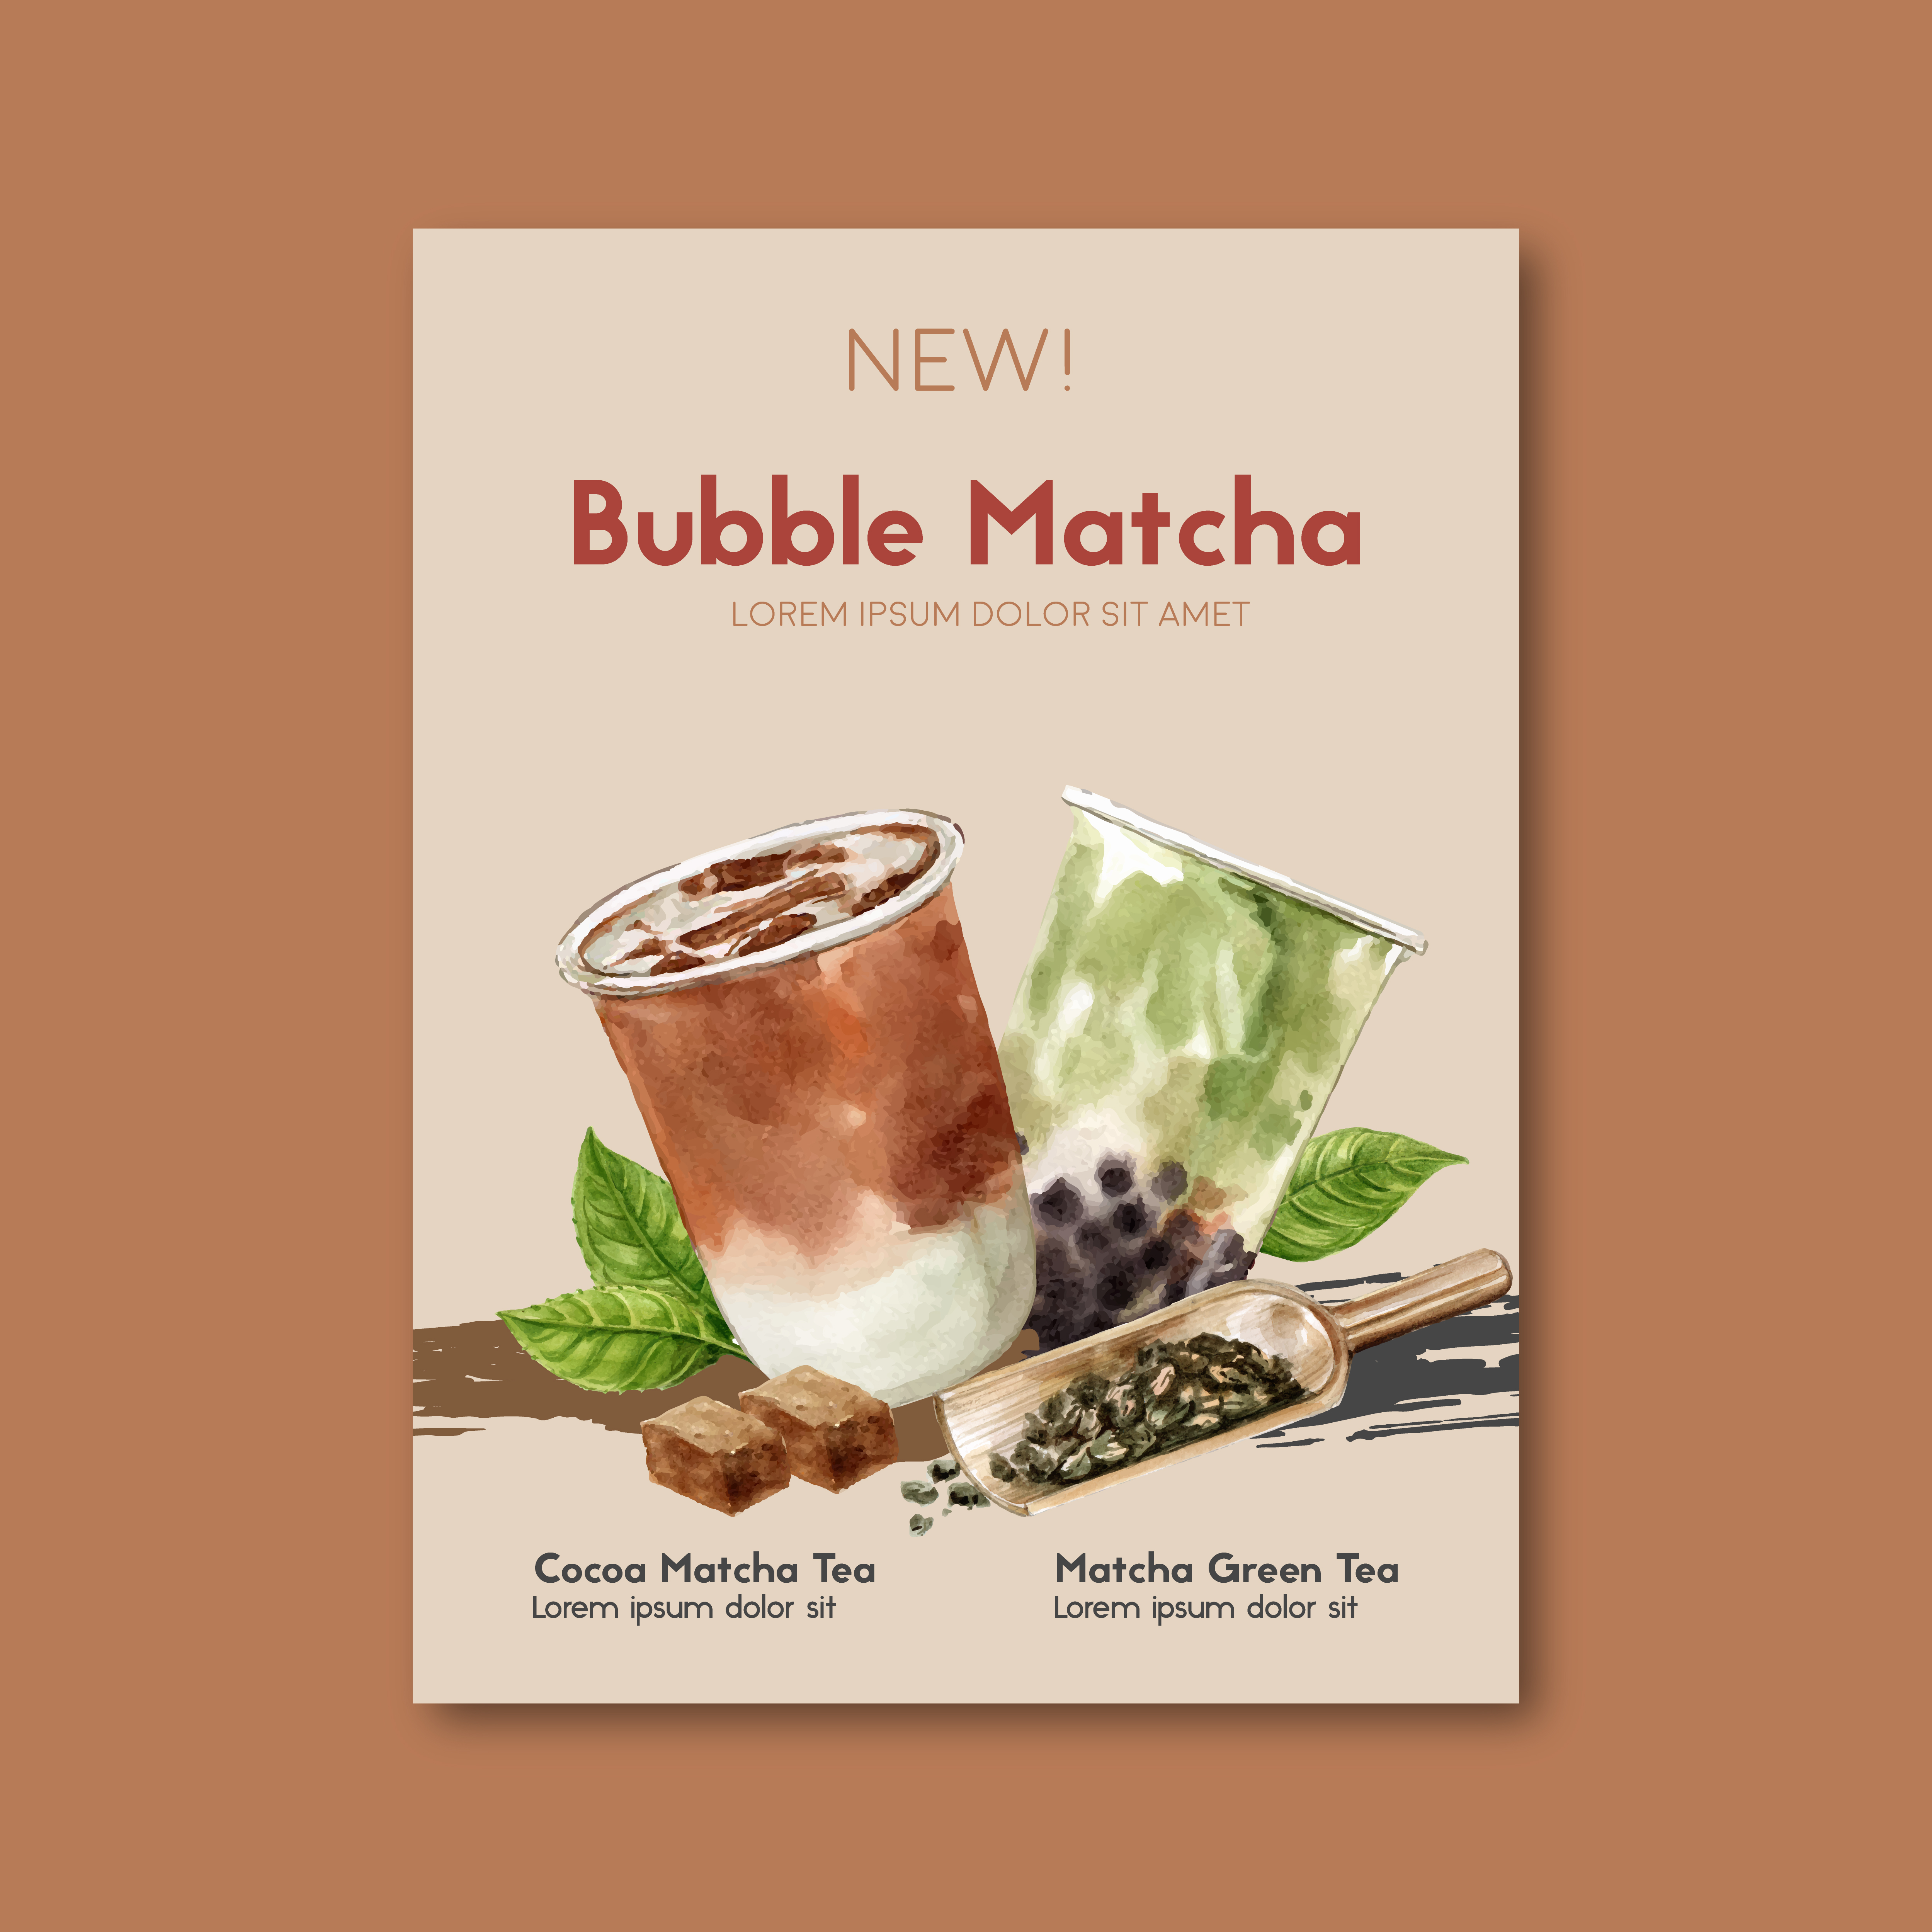 NEW!
Bubble Matcha
LOREM IPSUM DOLOR SIT AMET
Cocoa Matcha Tea
Lorem ipsum dolor sit
Matcha Green Tea
Lorem ipsum dolor sit